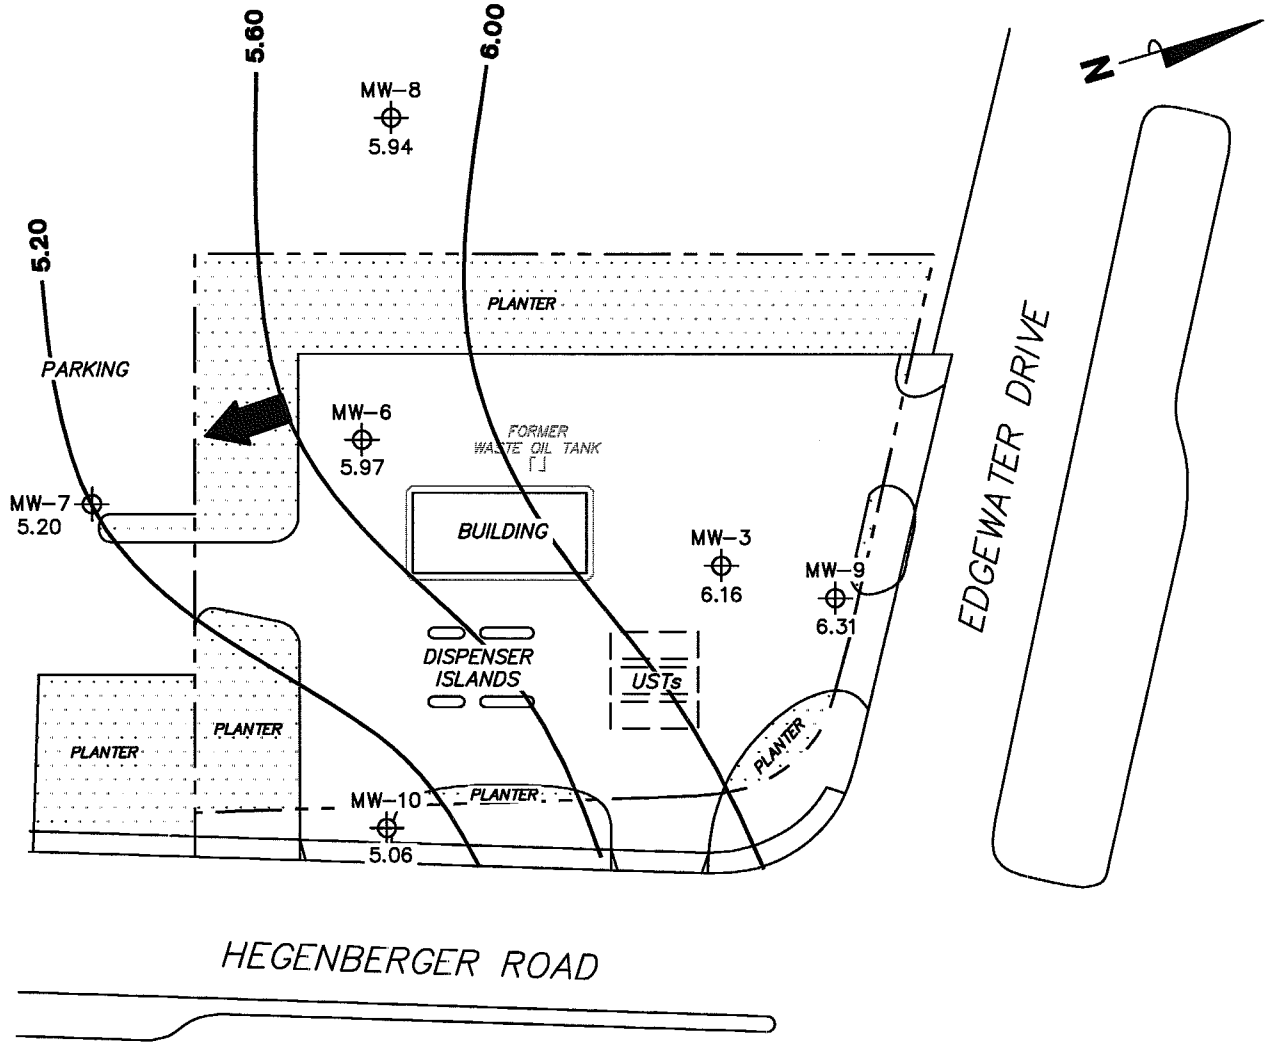 5.60
6.00
N
MW-8
5.94
5.20
PLANTER
PARKING
EDGEWATER DRIVE
MW-6
5.97
FORMER
WASTE OIL TANK
MW-7
5.20
BUILDING
MW-3
6.16
MW-9
6.31
DISPENSER
ISLANDS
USTs
PLANTER
PLANTER
PLANTER
PLANTER
MW-10
5.06
HEGENBERGER ROAD